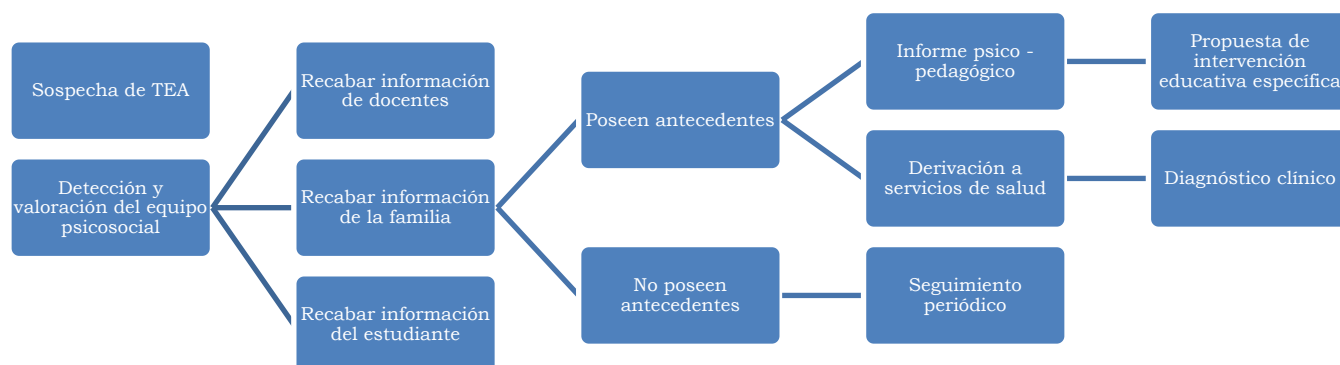 Sospecha de TEA
Detección y
valoración del equipo
psicosocial
Recabar información
de docentes
Recabar información
de la familia
Recabar información
del estudiante
Poseen antecedentes
No poseen
antecedentes
Informe psico -
pedagógico
Derivación a
servicios de salud
Seguimiento
periódico
Propuesta de
intervención
educativa específica
Diagnóstico clínico